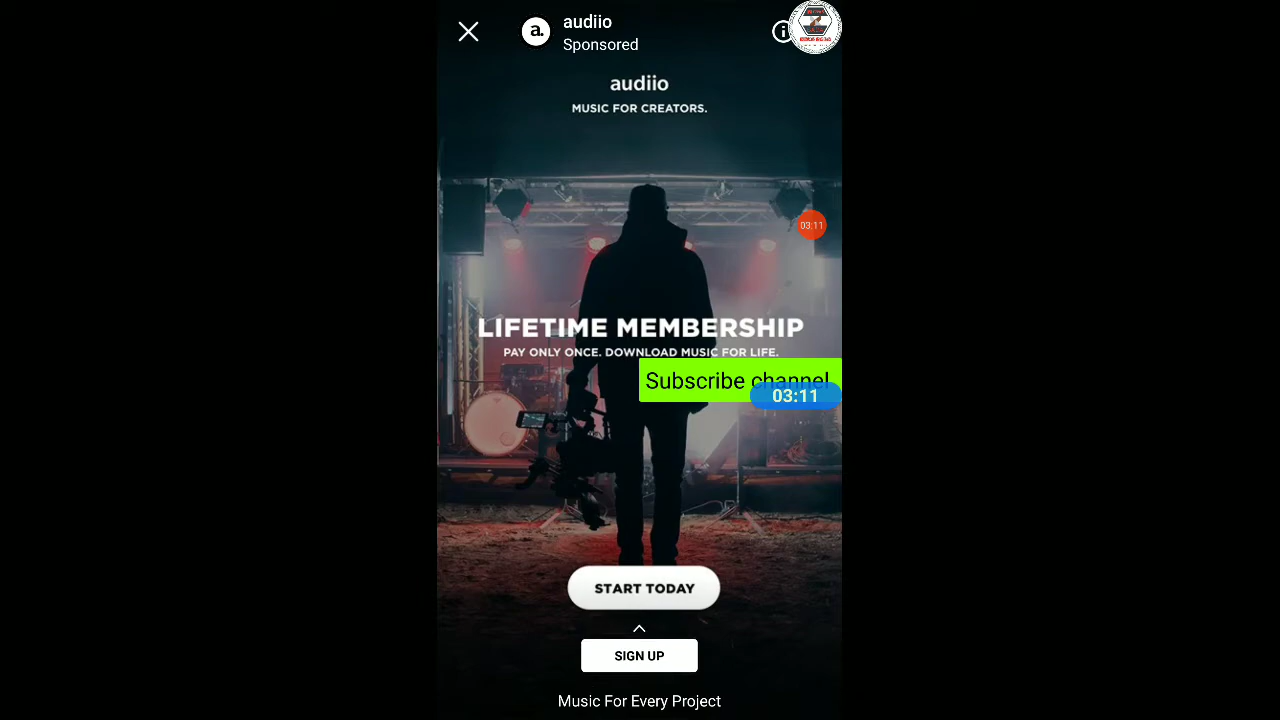 audiio
Sponsored
a.
audiio
MUSIC FOR CREATORS.
03:11
LIFETIME MEMBERSHIP
PAY ONLY ONCE. DOWNLOAD MUSIC FOR LIFE.
Subscribe channel
03:11
START TODAY
SIGN UP
Music For Every Project